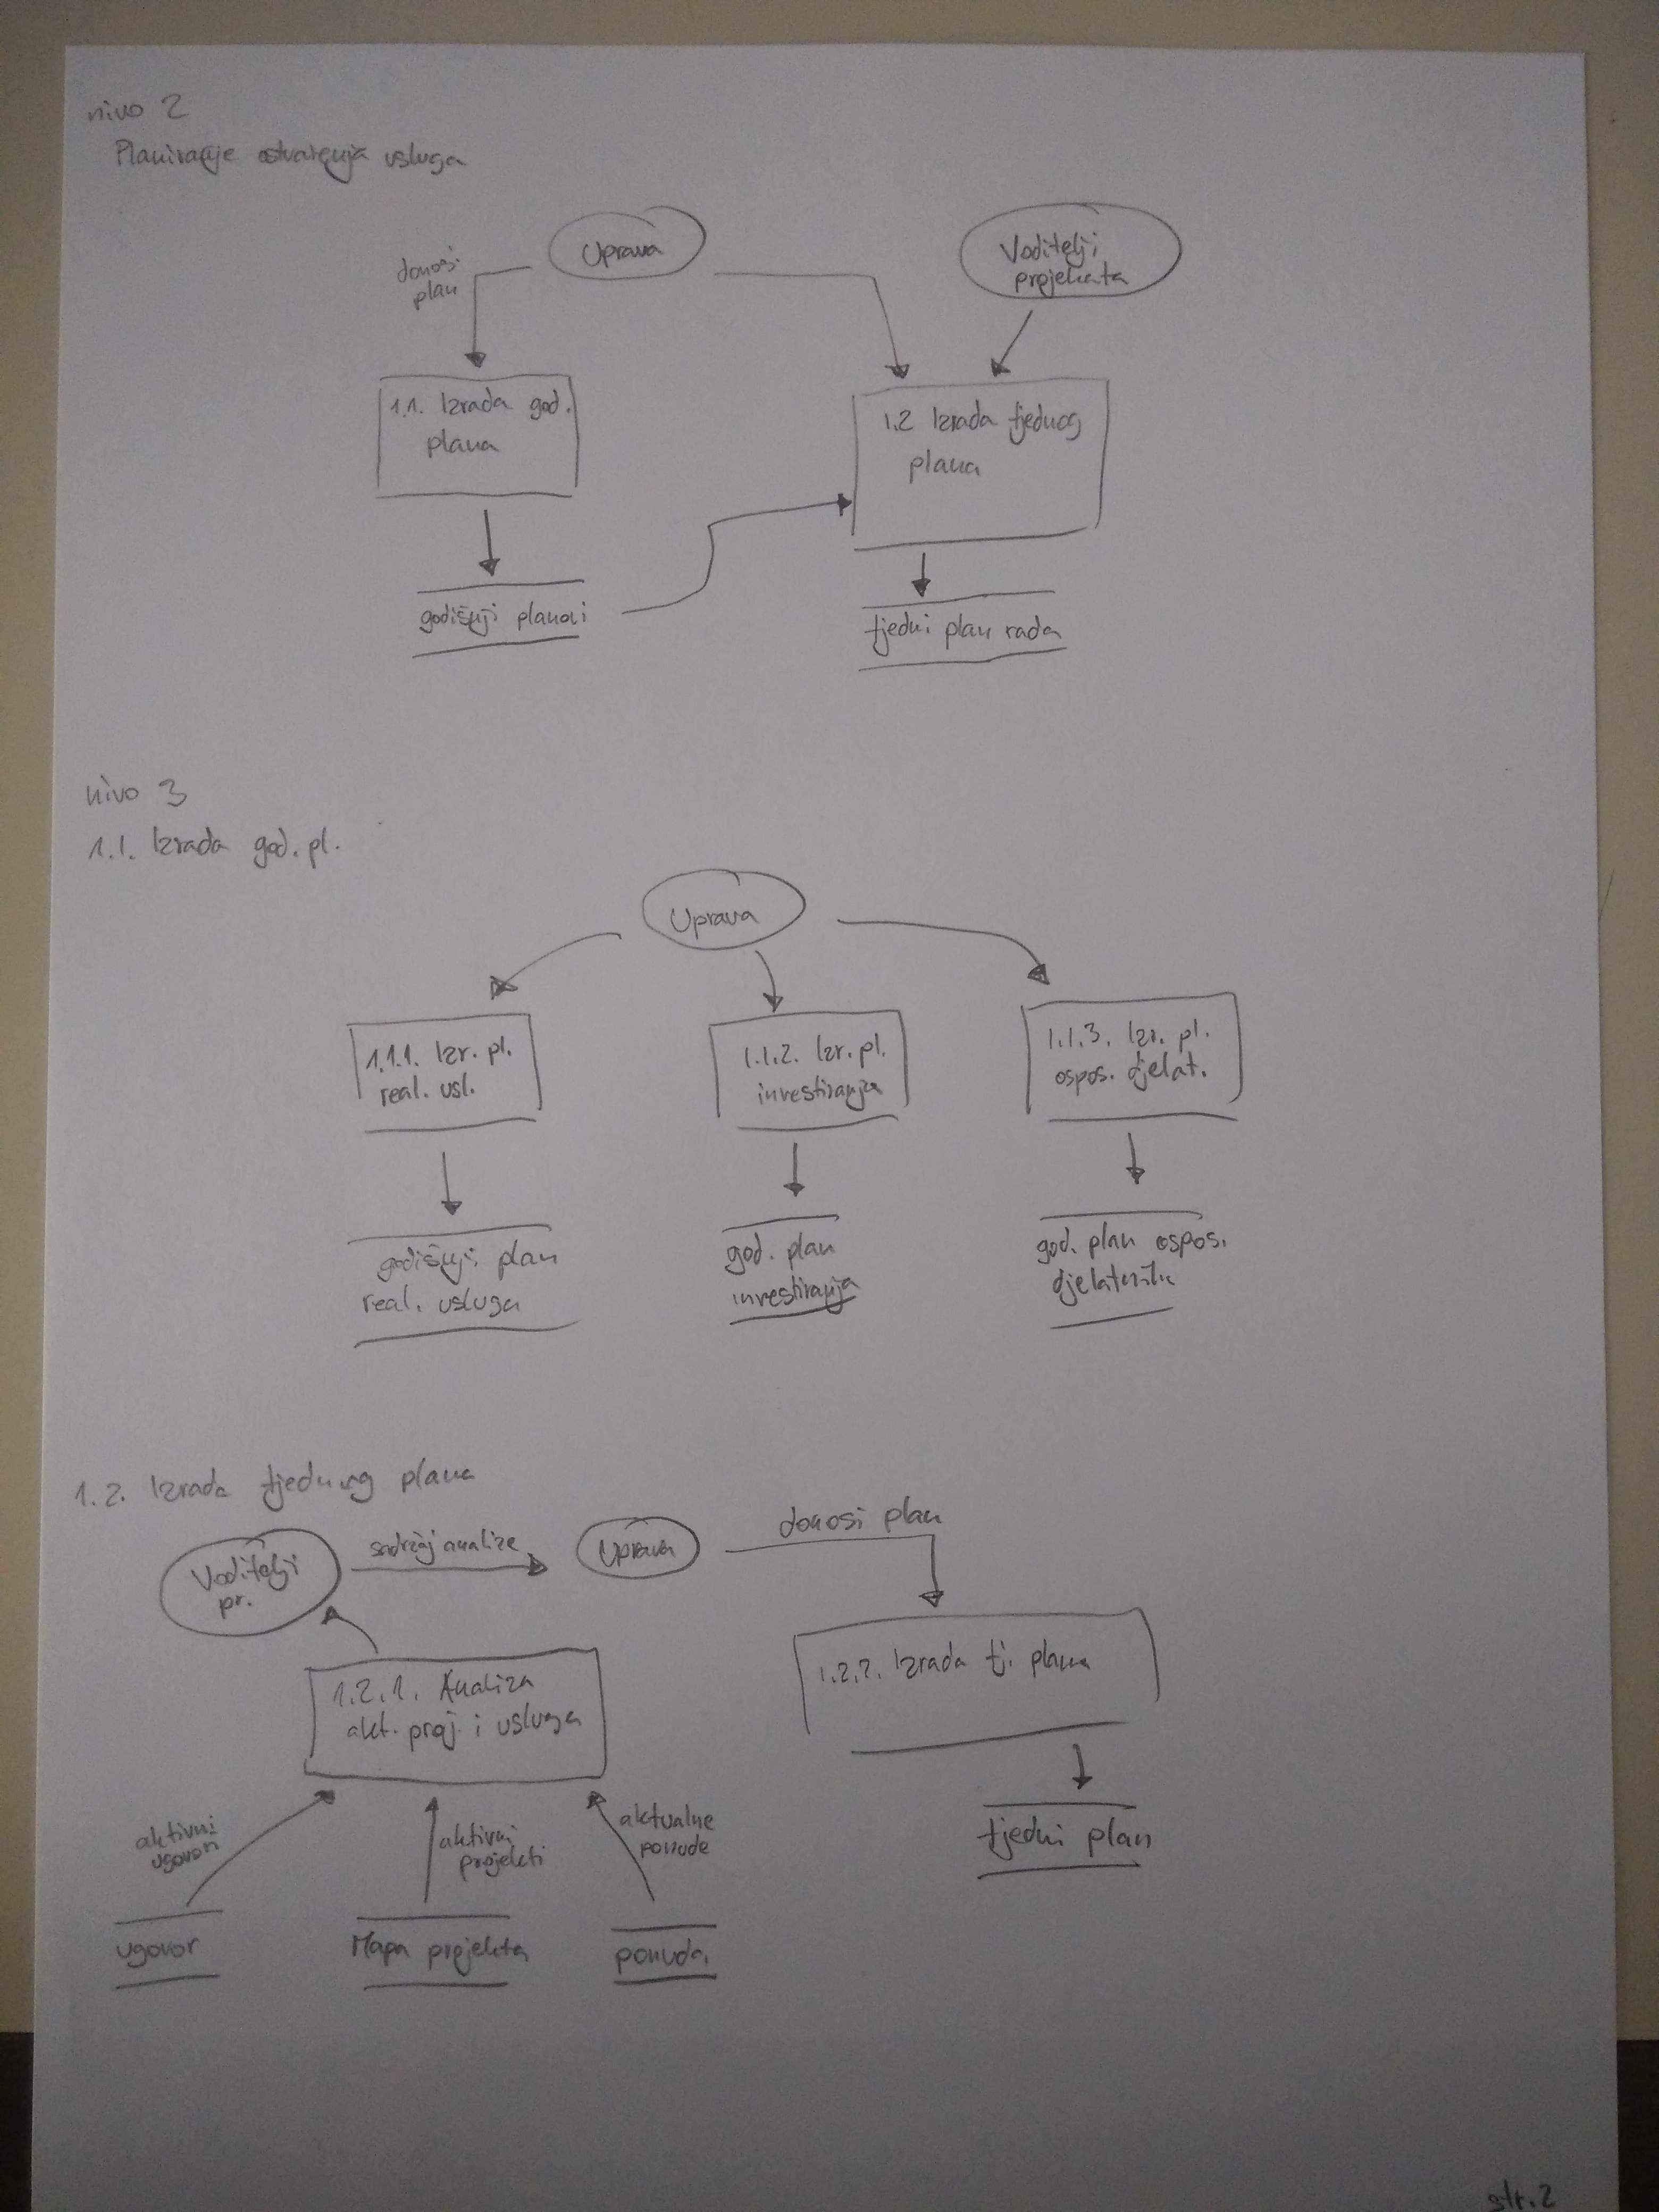 nivo 2
Planiranje ostvarenja usluga
Uprava
Voditelji
projekata
donosi
plan
1.1. Izrada god.
plana
1.2 Izrada tjednog
plana
godišnji planovi
tjedni plan rada
nivo 3
1.1. Izrada god. pl.
Uprava
1.1.1. Izr. pl.
real. usl.
1.1.2. Izr. pl.
investiranja
1.1.3. Izr. pl.
ospos. djelat.
godišnji plan
real. usluga
god. plan
investiranja
god. plan ospos.
djelatnik
1.2. Izrada tjednog plana
Voditelji
pr.
sadržaj analize
Uprava
donosi plan
1.2.1. Analiza
akt. proj. i usluga
1.2.2. Izrada tj. plana
aktivni
ugovori
aktivni
projekti
aktualne
ponude
tjedni plan
ugovor
Mapa projekta
ponuda
str. 2